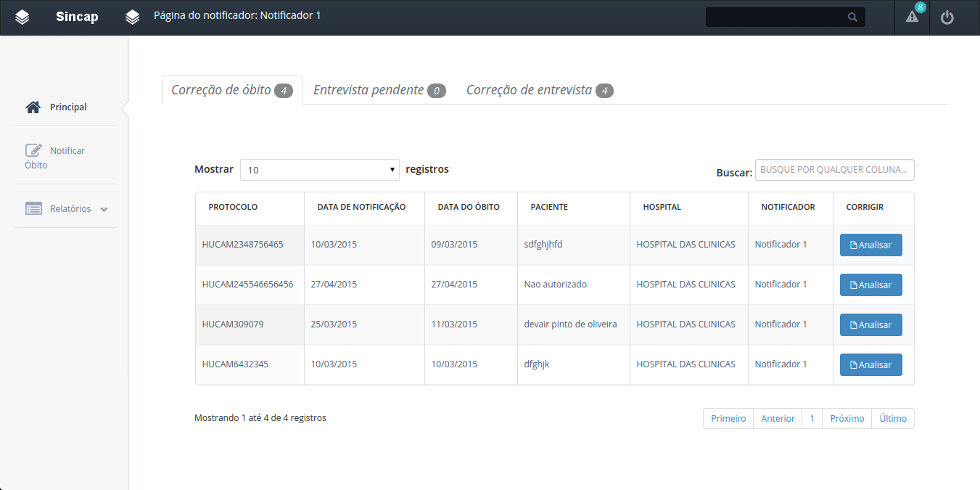 Sincap
Página do notificador: Notificador 1
8
Correção de óbito 4
Entrevista pendente 0
Correção de entrevista 4
Principal
Notificar
Óbito
Relatórios
Mostrar 10 registros
Buscar: BUSQUE POR QUALQUER COLUNA...
PROTOCOLO DATA DE NOTIFICAÇÃO DATA DO ÓBITO PACIENTE HOSPITAL NOTIFICADOR CORRIGIR
HUCAM2348756465 10/03/2015 09/03/2015 sdfghjhfd HOSPITAL DAS CLINICAS Notificador 1 Analisar
HUCAM245546656456 27/04/2015 27/04/2015 Nao autorizado HOSPITAL DAS CLINICAS Notificador 1 Analisar
HUCAM309079 25/03/2015 11/03/2015 devair pinto de oliveira HOSPITAL DAS CLINICAS Notificador 1 Analisar
HUCAM6432345 10/03/2015 10/03/2015 dfghjk HOSPITAL DAS CLINICAS Notificador 1 Analisar
Mostrando 1 até 4 de 4 registros
Primeiro Anterior 1 Próximo Último